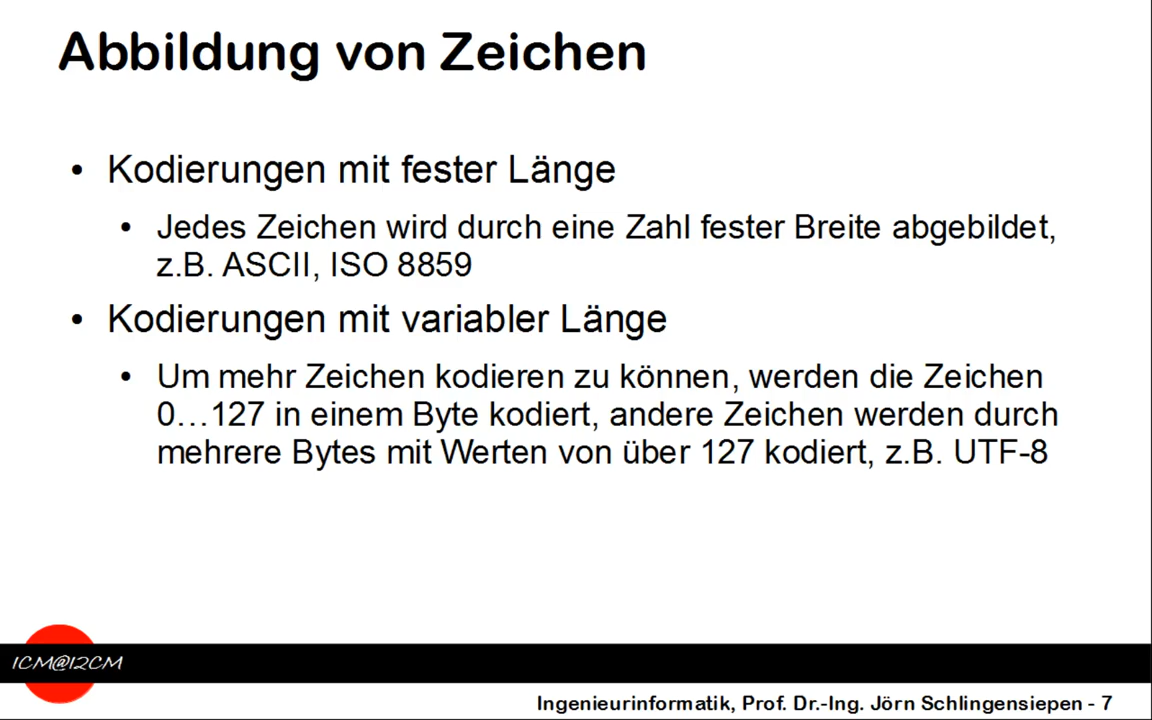 Abbildung von Zeichen
• Kodierungen mit fester Länge
• Jedes Zeichen wird durch eine Zahl fester Breite abgebildet,
z.B. ASCII, ISO 8859
• Kodierungen mit variabler Länge
• Um mehr Zeichen kodieren zu können, werden die Zeichen
0…127 in einem Byte kodiert, andere Zeichen werden durch
mehrere Bytes mit Werten von über 127 kodiert, z.B. UTF-8
ICM@I2CM
Ingenieurinformatik, Prof. Dr.-Ing. Jörn Schlingensiepen - 7